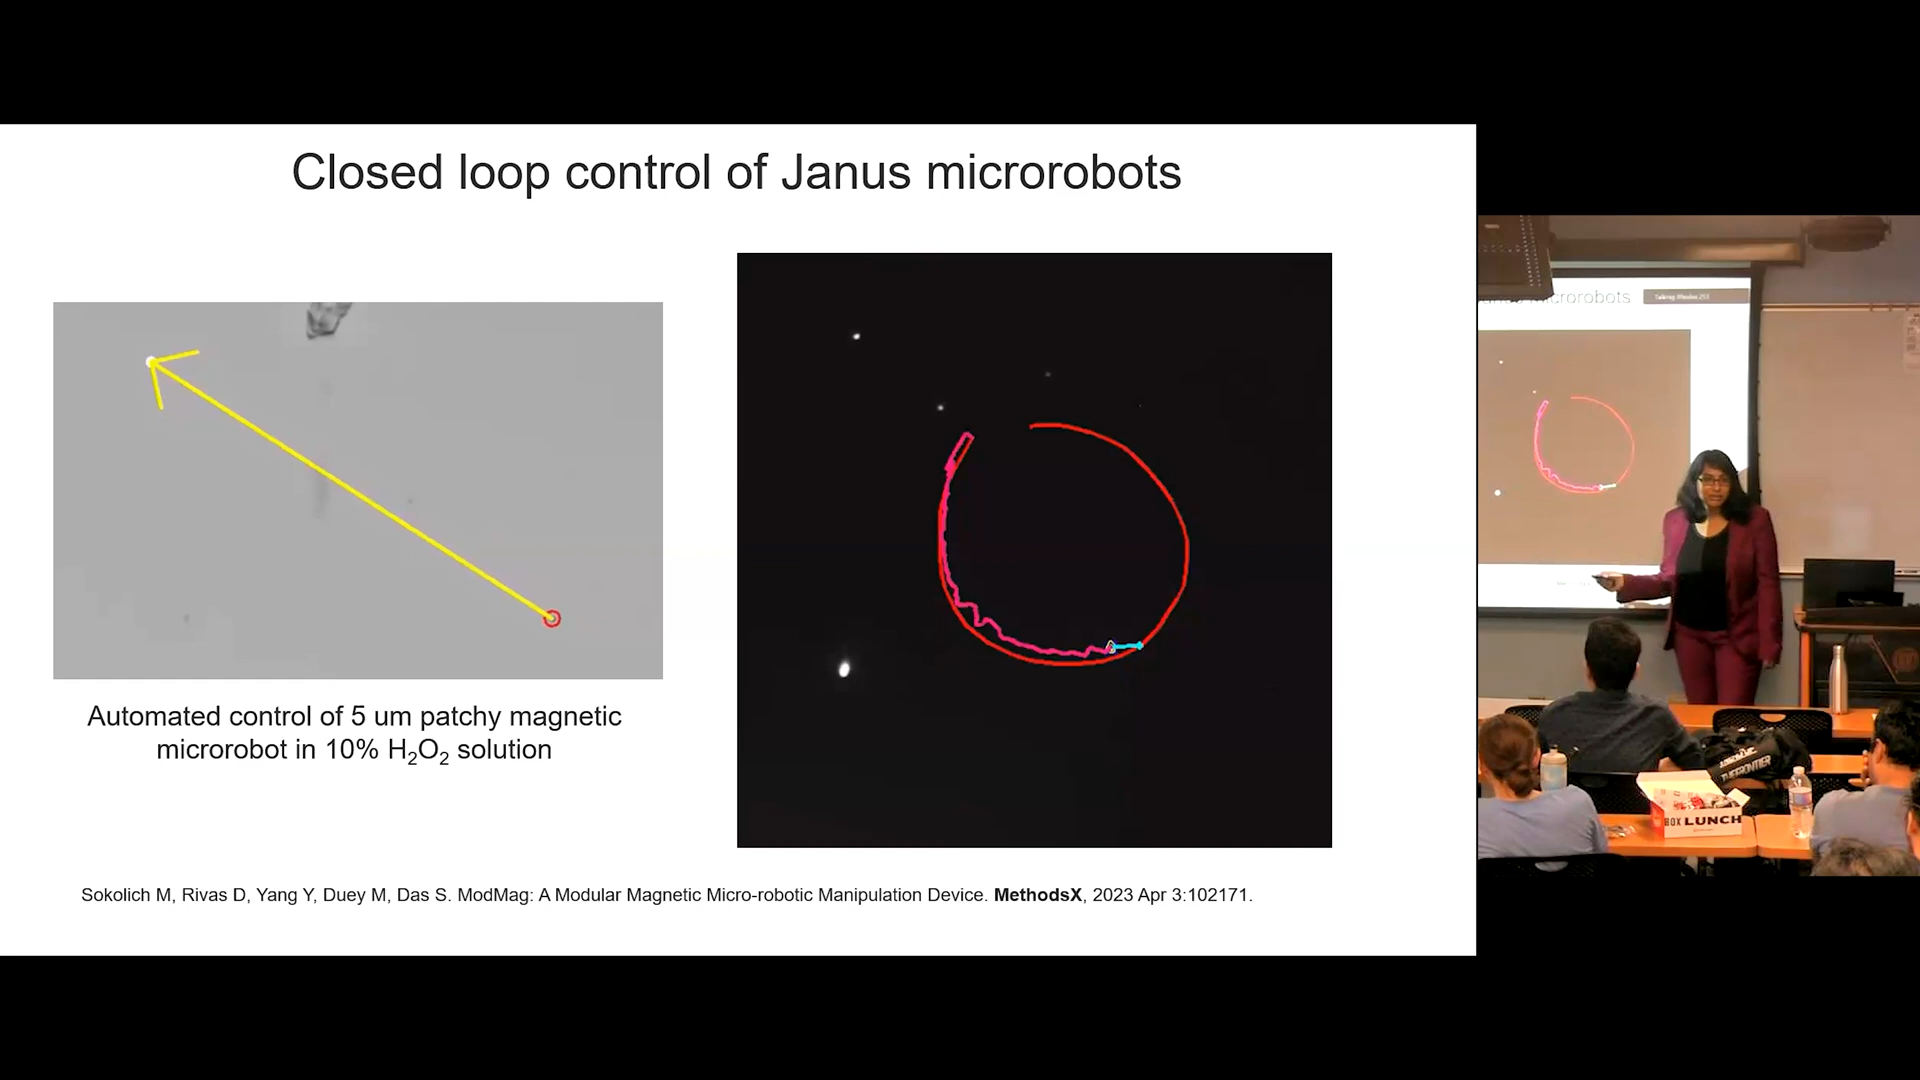 Closed loop control of Janus microrobots
Automated control of 5 um patchy magnetic
microrobot in 10% H₂O₂ solution
Sokolich M, Rivas D, Yang Y, Duey M, Das S. ModMag: A Modular Magnetic Micro-robotic Manipulation Device. MethodsX, 2023 Apr 3:102171.
microrobots
BOX LUNCH